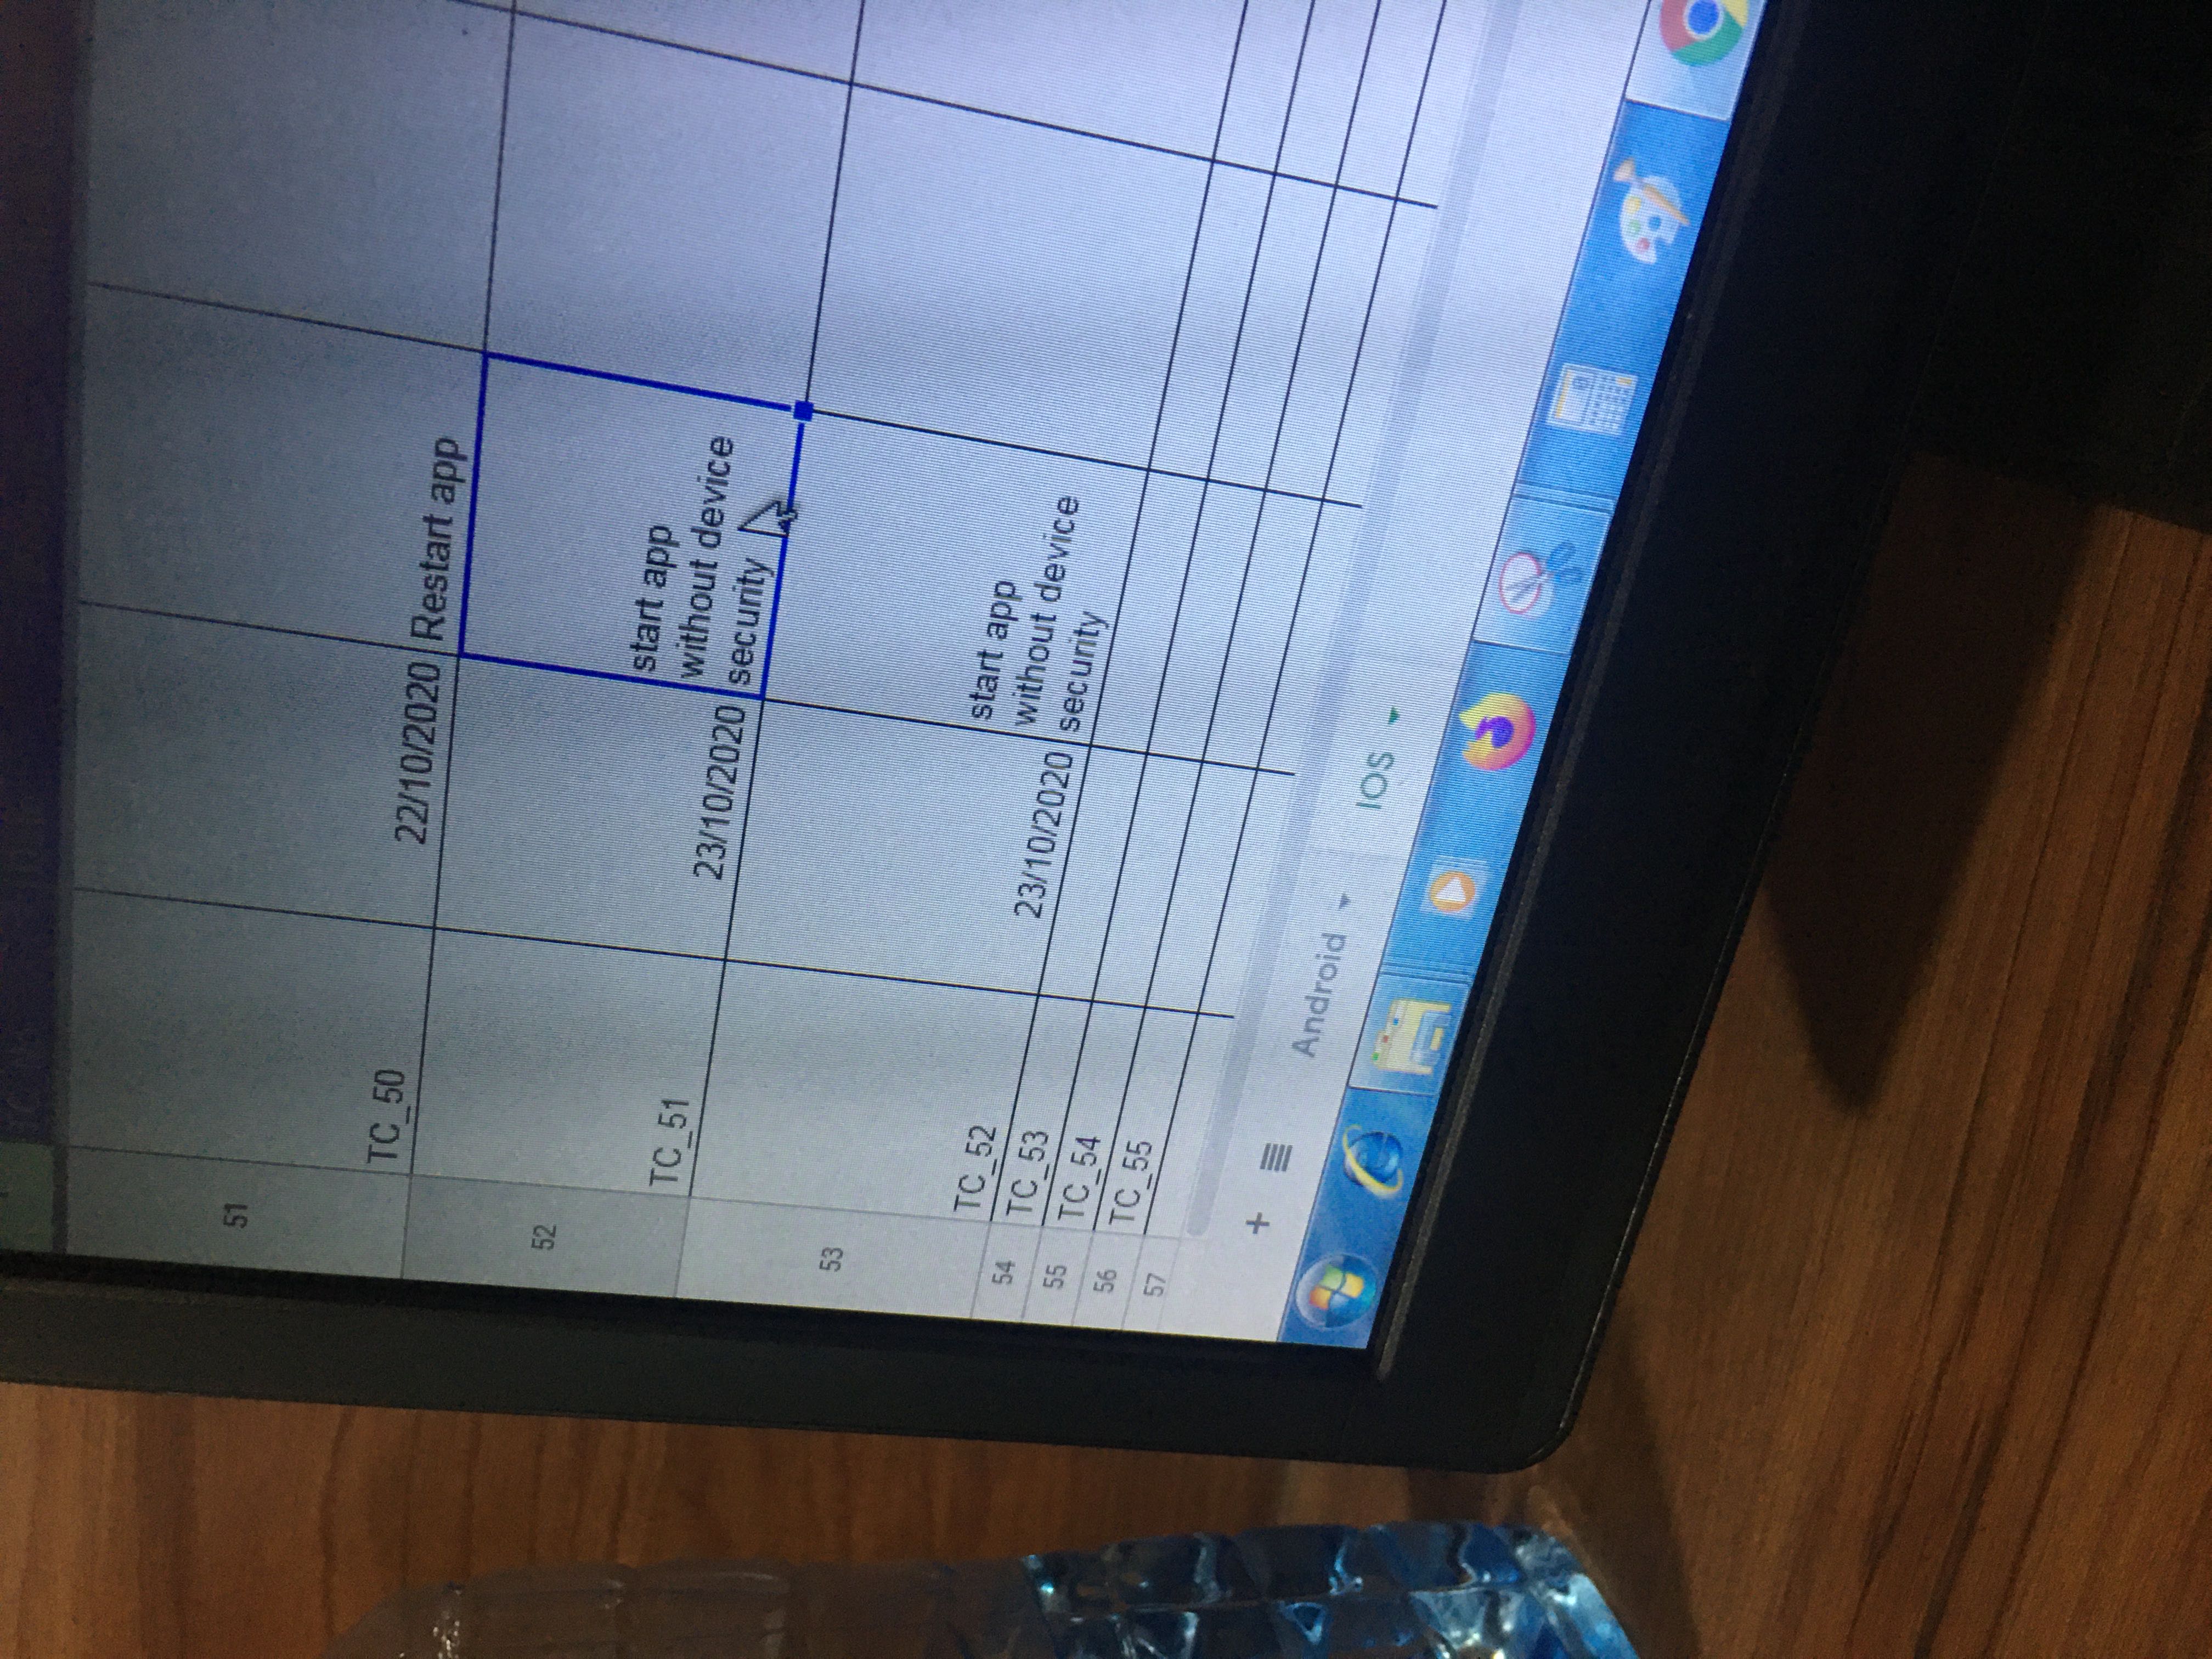 51
TC_50
22/10/2020
Restart app
52
TC_51
23/10/2020
start app
without device
security
53
TC_52
23/10/2020
start app
without device
security
54
TC_53
55
TC_54
56
TC_55
57
+
Android
IOS